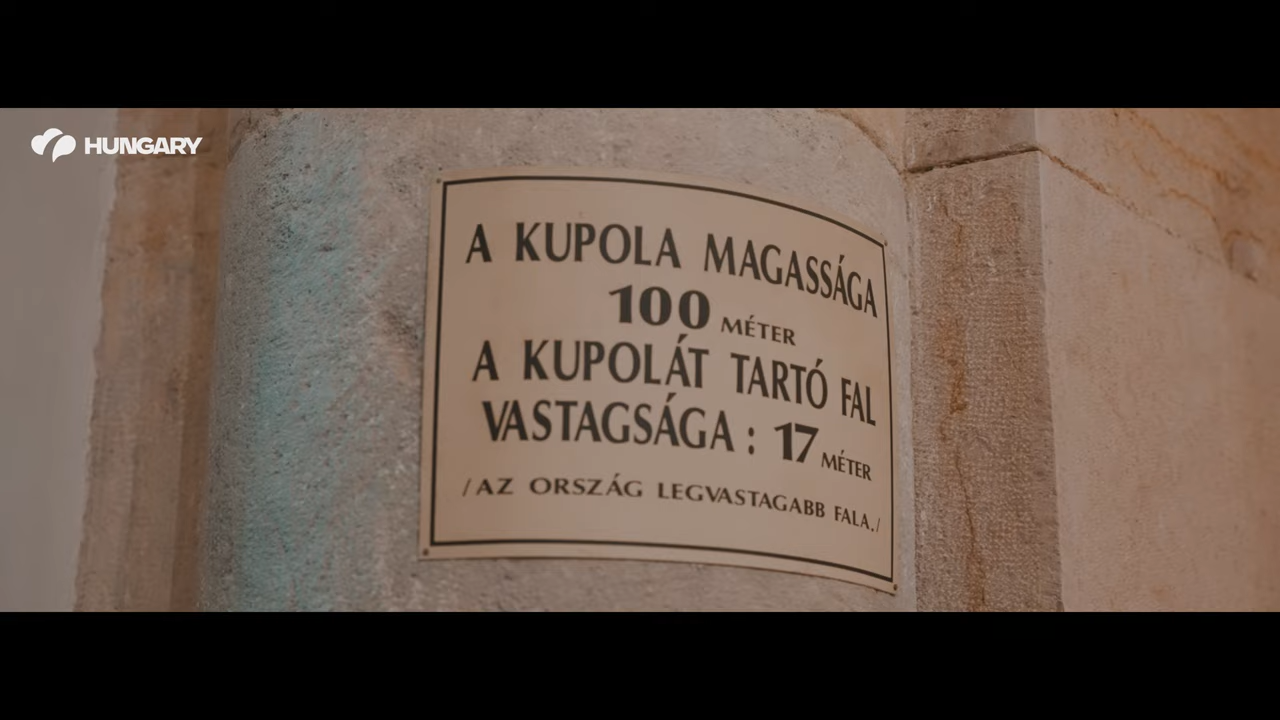 HUNGARY
A KUPOLA MAGASSÁGA
100 MÉTER
A KUPOLÁT TARTÓ FAL
VASTAGSÁGA : 17 MÉTER
/AZ ORSZÁG LEGVASTAGABB FALA./